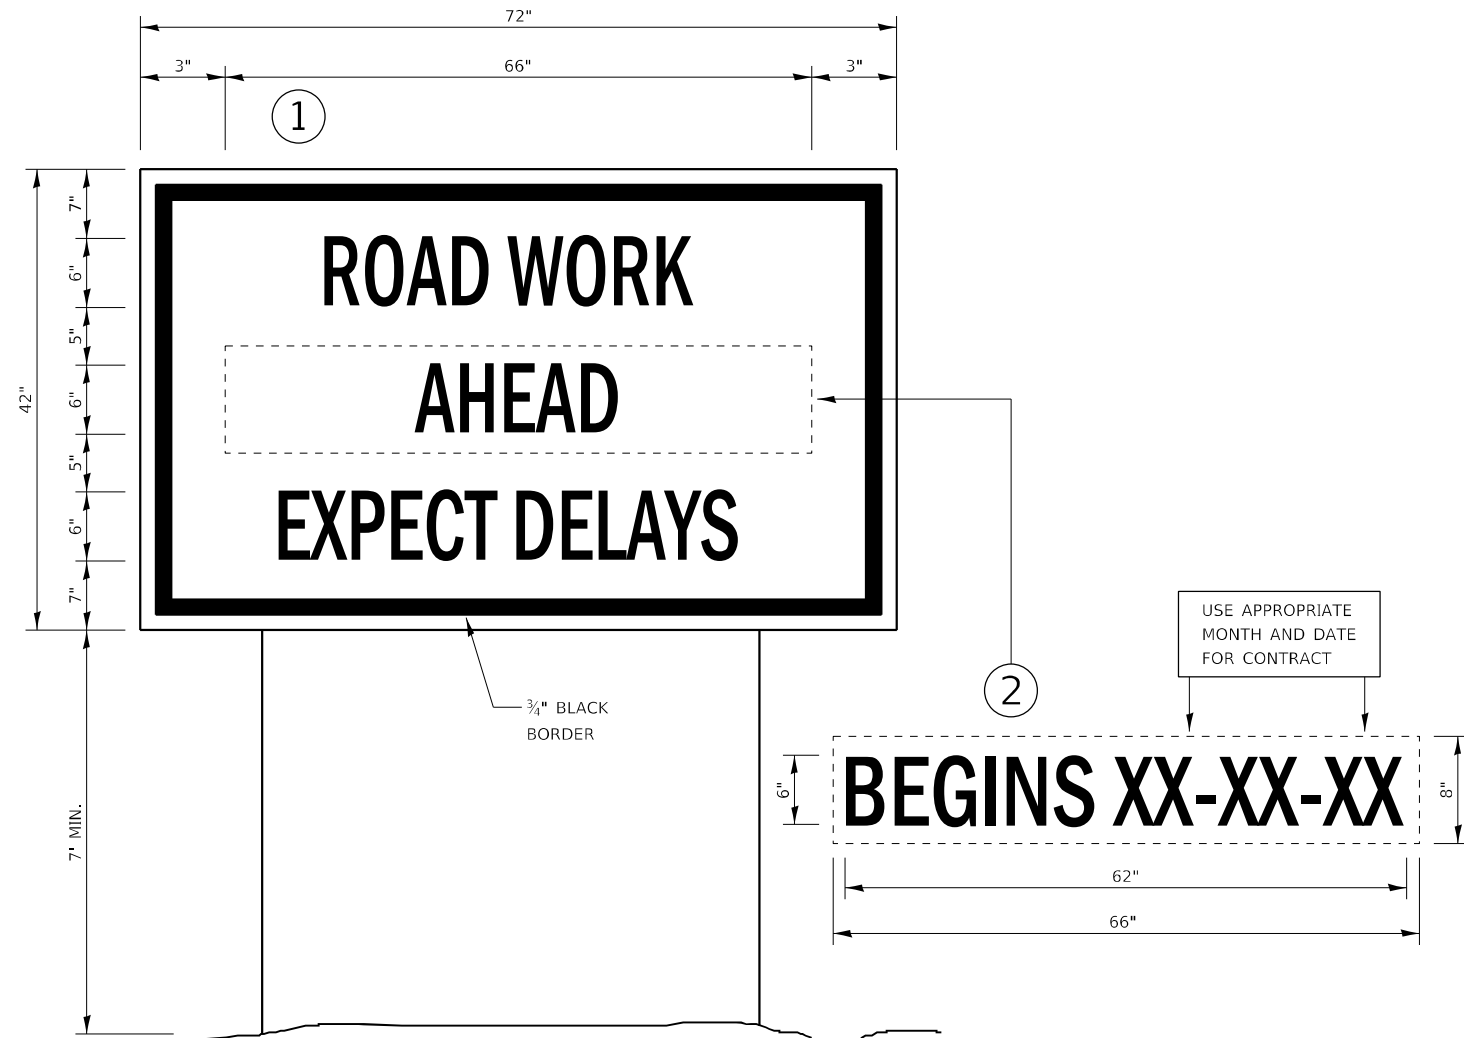 72"
3"
66"
3"
1
7"
6"
5"
6"
5"
6"
7"
42"
7' MIN.
ROAD WORK
AHEAD
EXPECT DELAYS
¾" BLACK
BORDER
2
USE APPROPRIATE
MONTH AND DATE
FOR CONTRACT
6"
BEGINS XX-XX-XX
8"
62"
66"